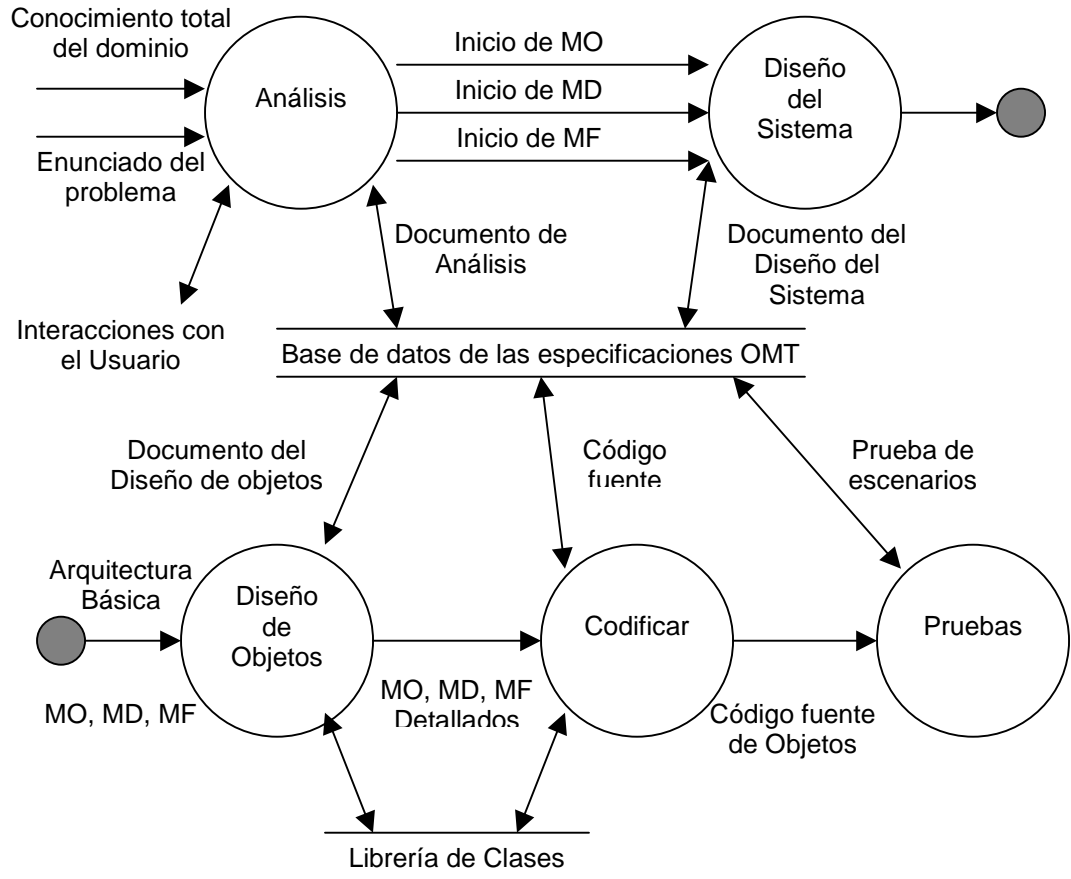 Conocimiento total
del dominio
Análisis
Inicio de MO
Inicio de MD
Inicio de MF
Diseño
del
Sistema
Enunciado del
problema
Documento de
Análisis
Documento del
Diseño del
Sistema
Interacciones con
el Usuario
Base de datos de las especificaciones OMT
Documento del
Diseño de objetos
Código
fuente
Prueba de
escenarios
Arquitectura
Básica
MO, MD, MF
Diseño
de
Objetos
MO, MD, MF
Detallados
Codificar
Código fuente
de Objetos
Pruebas
Librería de Clases